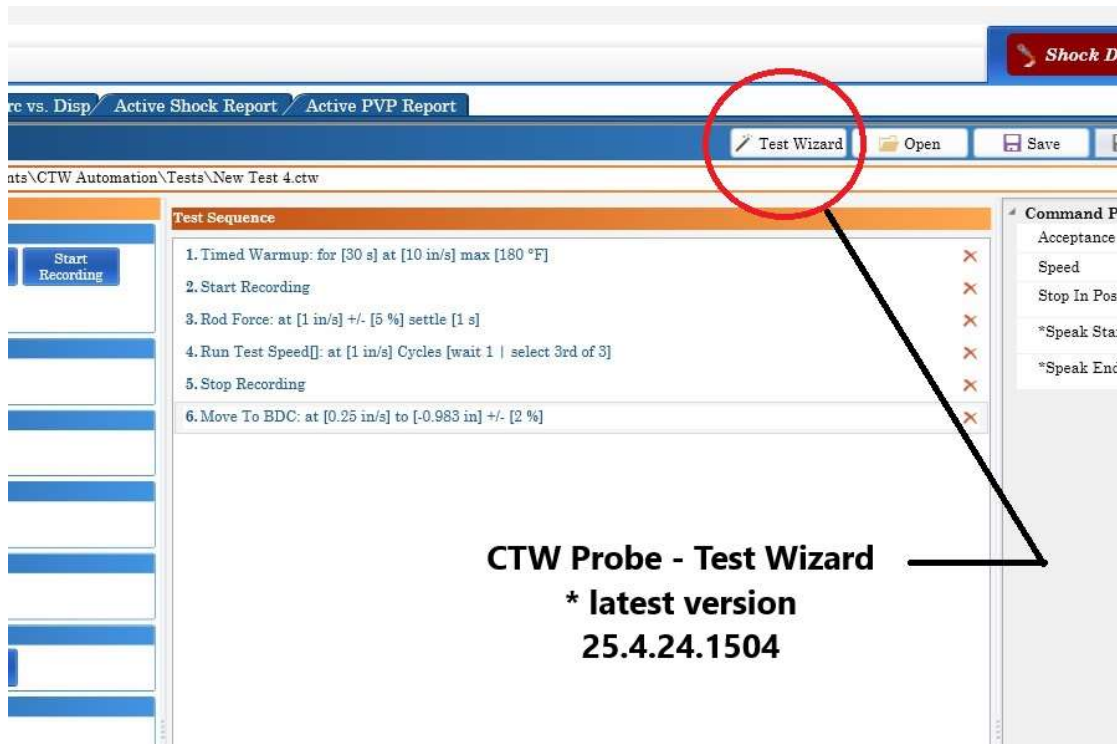 Shock D
rc vs. Disp Active Shock Report Active PVP Report
Test Wizard Open Save
nts\CTW Automation\Tests\New Test 4.ctw
Start
Recording
Test Sequence
1. Timed Warmup: for [30 s] at [10 in/s] max [180 °F]
2. Start Recording
3. Rod Force: at [1 in/s] +/- [5 %] settle [1 s]
4. Run Test Speed[]: at [1 in/s] Cycles [wait 1 | select 3rd of 3]
5. Stop Recording
6. Move To BDC: at [0.25 in/s] to [-0.983 in] +/- [2 %]
Command P
Acceptance
Speed
Stop In Pos
*Speak Sta
*Speak End
CTW Probe - Test Wizard
* latest version
25.4.24.1504